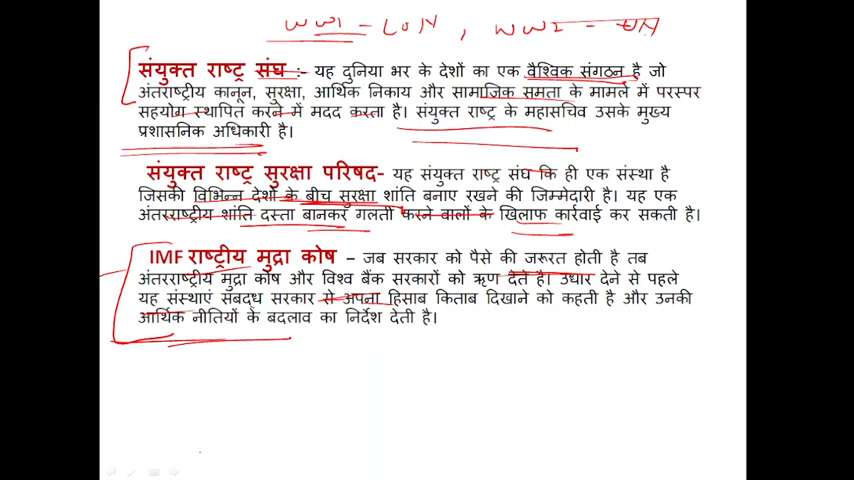 WW1 - LON, WW2 - UN
संयुक्त राष्ट्र संघ :- यह दुनिया भर के देशों का एक वैश्विक संगठन है जो
अंतराष्ट्रीय कानून, सुरक्षा, आर्थिक निकाय और सामाजिक समता के मामले में परस्पर
सहयोग स्थापित करने में मदद करता है। संयुक्त राष्ट्र के महासचिव उसके मुख्य
प्रशासनिक अधिकारी है।
संयुक्त राष्ट्र सुरक्षा परिषद- यह संयुक्त राष्ट्र संघ कि ही एक संस्था है
जिसकी विभिन्न देशों के बीच सुरक्षा शांति बनाए रखने की जिम्मेदारी है। यह एक
अंतरराष्ट्रीय शांति दस्ता बानकर गलती करने वालों के खिलाफ कार्रवाई कर सकती है।
IMF राष्ट्रीय मुद्रा कोष – जब सरकार को पैसे की जरूरत होती है तब
अंतरराष्ट्रीय मुद्रा कोष और विश्व बैंक सरकारों को ऋण देते है। उधार देने से पहले
यह संस्थाएं संबद्ध सरकार से अपना हिसाब किताब दिखाने को कहती है और उनकी
आर्थिक नीतियों के बदलाव का निर्देश देती है।